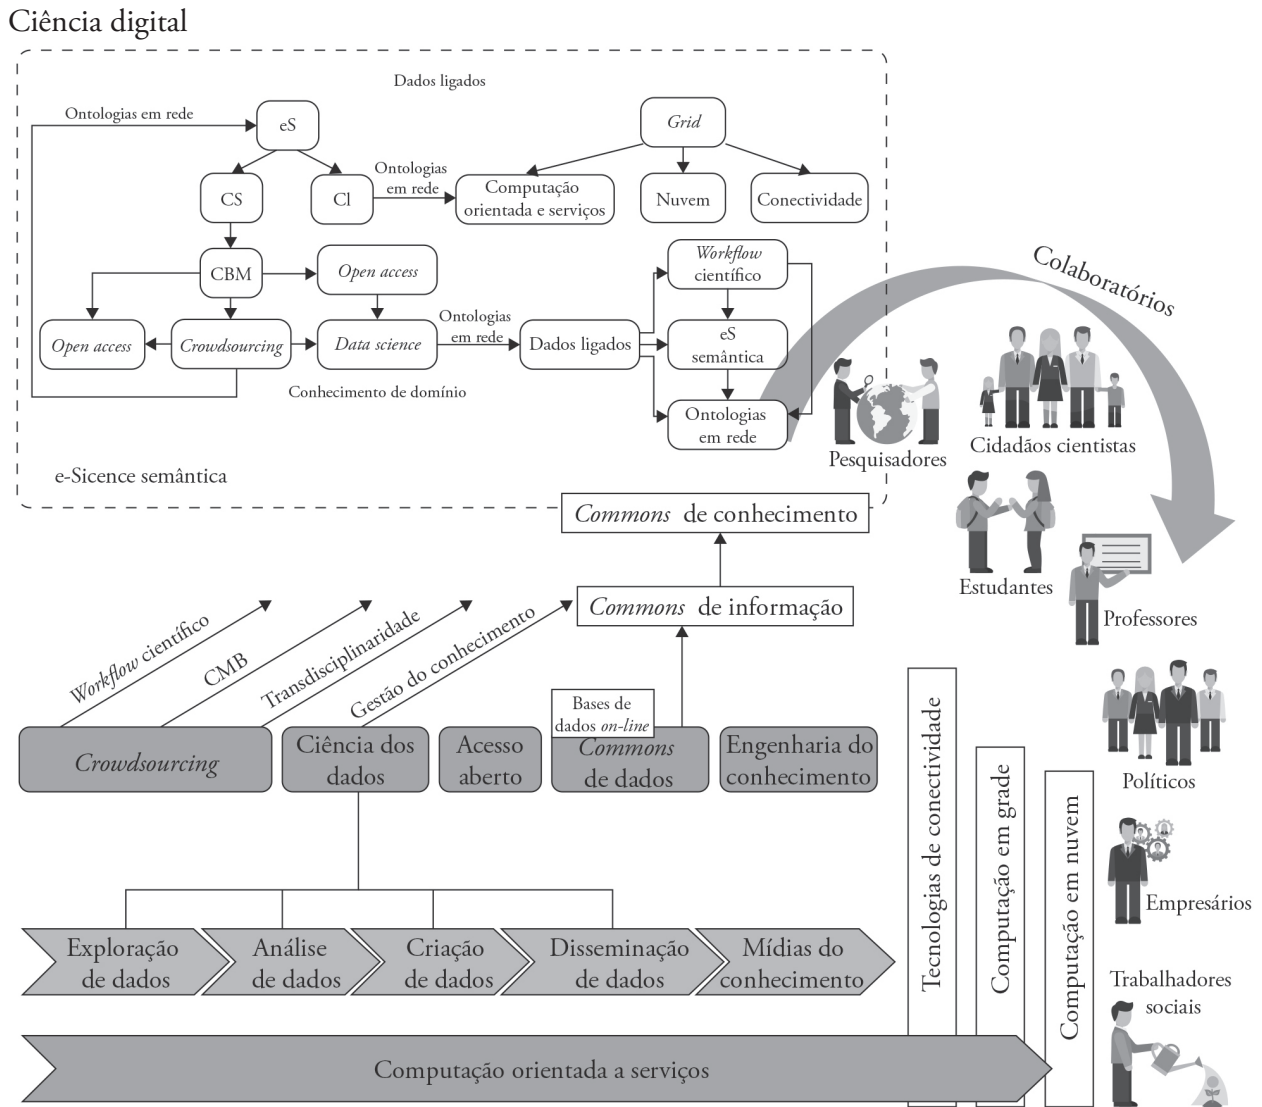 Ciência digital
Dados ligados
Ontologias em rede
eS
Grid
CS
Cl
Ontologias
em rede
Computação
orientada e serviços
Nuvem
Conectividade
CBM
Open access
Workflow
científico
Colaboratórios
Open access
Crowdsourcing
Data science
Ontologias
em rede
Dados ligados
eS
semântica
Conhecimento de domínio
Ontologias
em rede
Pesquisadores
Cidadãos cientistas
e-Sicence semântica
Commons de conhecimento
Estudantes
Commons de informação
Professores
Workflow científico
CMB
Transdisciplinaridade
Gestão do conhecimento
Bases de
dados on-line
Crowdsourcing
Ciência dos
dados
Acesso
aberto
Commons
de dados
Engenharia do
conhecimento
Tecnologias de conectividade
Computação em grade
Computação em nuvem
Políticos
Empresários
Exploração
de dados
Análise
de dados
Criação
de dados
Disseminação
de dados
Mídias do
conhecimento
Trabalhadores
sociais
Computação orientada a serviços